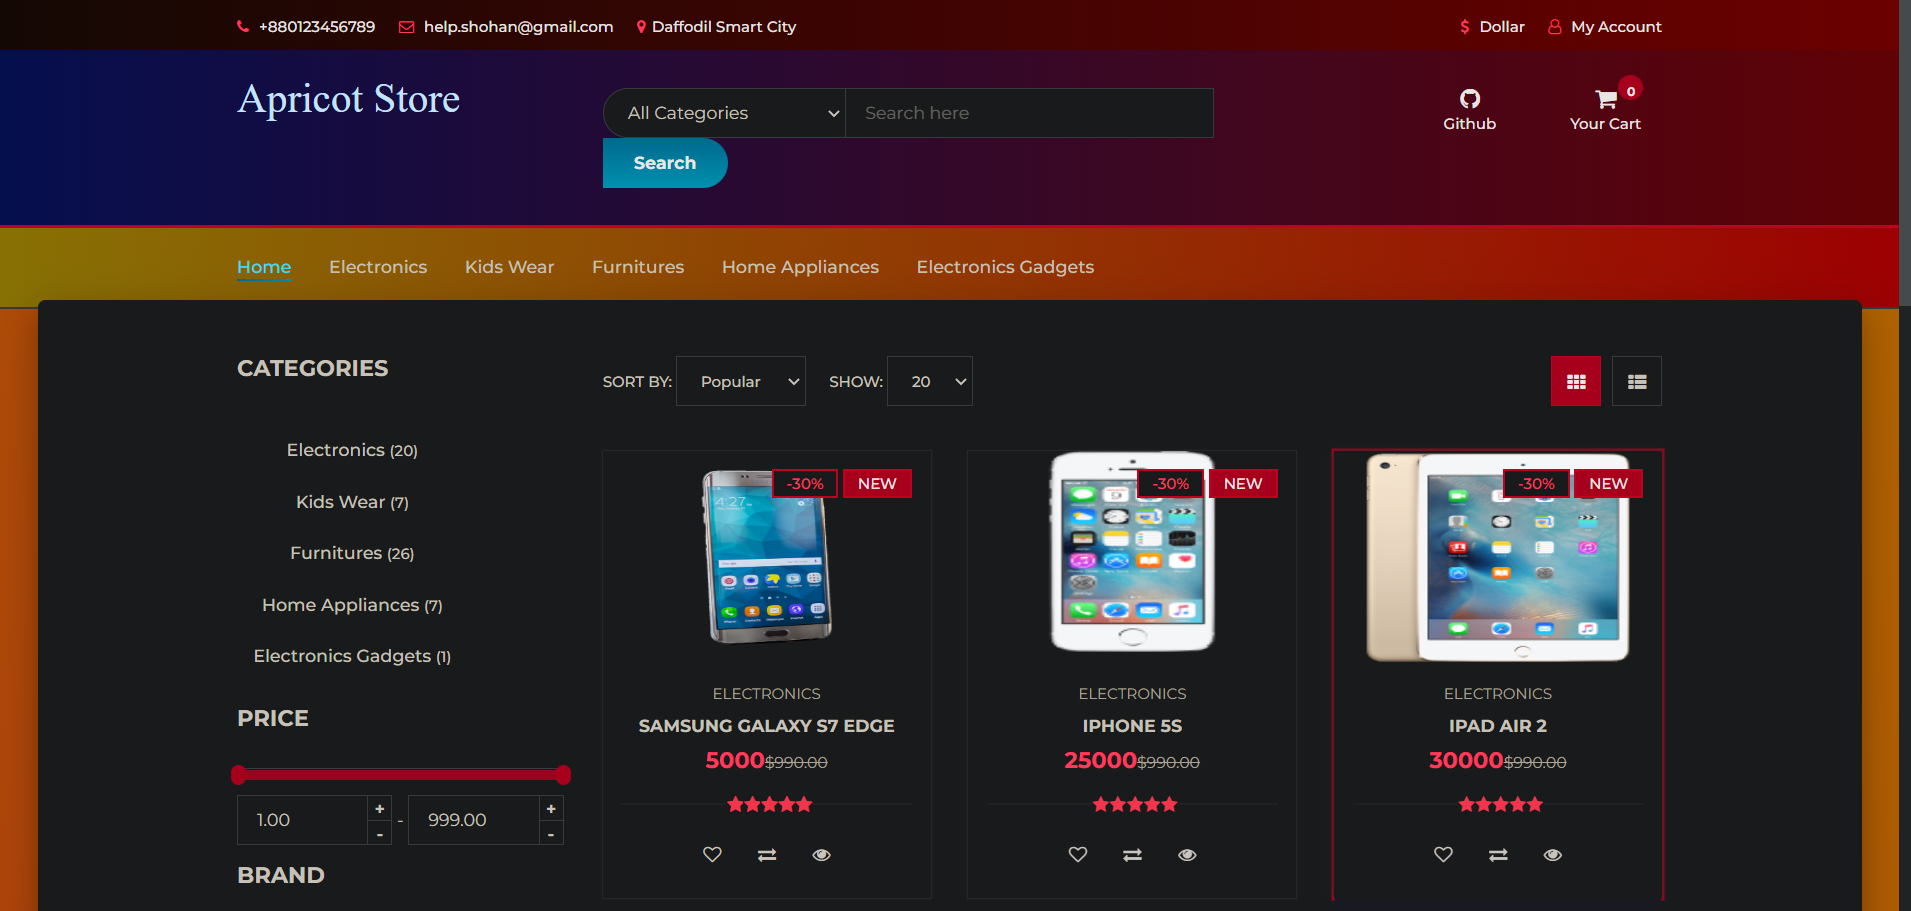 +880123456789 help.shohan@gmail.com Daffodil Smart City $ Dollar My Account
Apricot Store
All Categories Search here
Search
Github
0
Your Cart
Home Electronics Kids Wear Furnitures Home Appliances Electronics Gadgets
CATEGORIES
Electronics (20)
Kids Wear (7)
Furnitures (26)
Home Appliances (7)
Electronics Gadgets (1)
PRICE
1.00 + - - 999.00 + -
BRAND
SORT BY: Popular SHOW: 20
-30% NEW
4:27
ELECTRONICS
SAMSUNG GALAXY S7 EDGE
5000$990.00
-30% NEW
9
ELECTRONICS
IPHONE 5S
25000$990.00
-30% NEW
ELECTRONICS
IPAD AIR 2
30000$990.00